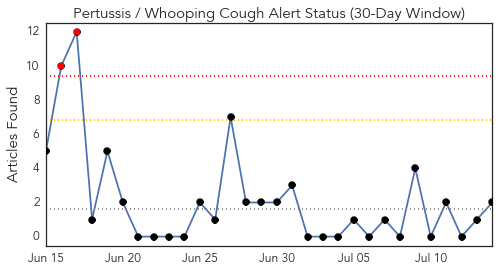 Pertussis / Whooping Cough Alert Status (30-Day Window)
Articles Found
12
10
8
6
4
2
0
Jun 15
Jun 20
Jun 25
Jun 30
Jul 05
Jul 10